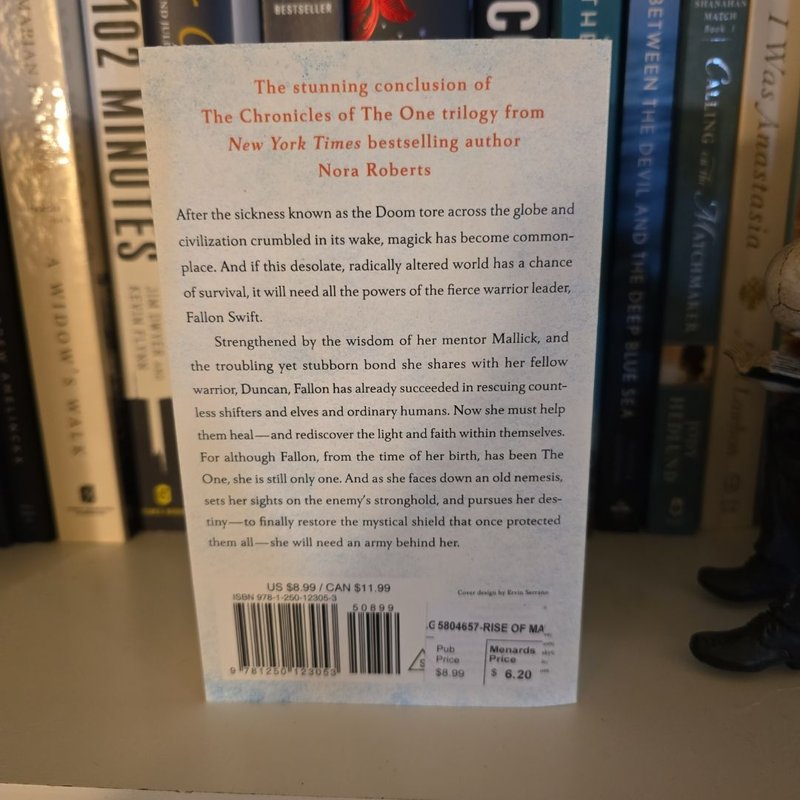 BESTSELLER
102 MINUTES
JIM DWYER AND
KEVIN FLYNN
A WIDOW'S WALK
The stunning conclusion of
The Chronicles of The One trilogy from
New York Times bestselling author
Nora Roberts
After the sickness known as the Doom tore across the globe and
civilization crumbled in its wake, magick has become common-
place. And if this desolate, radically altered world has a chance
of survival, it will need all the powers of the fierce warrior leader,
Fallon Swift.
Strengthened by the wisdom of her mentor Mallick, and
the troubling yet stubborn bond she shares with her fellow
warrior, Duncan, Fallon has already succeeded in rescuing count-
less shifters and elves and ordinary humans. Now she must help
them heal—and rediscover the light and faith within themselves.
For although Fallon, from the time of her birth, has been The
One, she is still only one. And as she faces down an old nemesis,
sets her sights on the enemy's stronghold, and pursues her des-
tiny—to finally restore the mystical shield that once protected
them all—she will need an army behind her.
US $8.99 / CAN $11.99
ISBN 978-1-250-12305-3
50899
9 781250 123053
Cover design by Ervin Serrano
5804657-RISE OF MA
Pub
Price
$8.99
Menards
Price
$ 6.20
THE
BETWEEN THE DEVIL AND THE DEEP BLUE SEA
SHANAHAN
MATCH
Book 1
CALLING on the MATCHMAKER
JODY
HEDLUND
I Was Anastasia